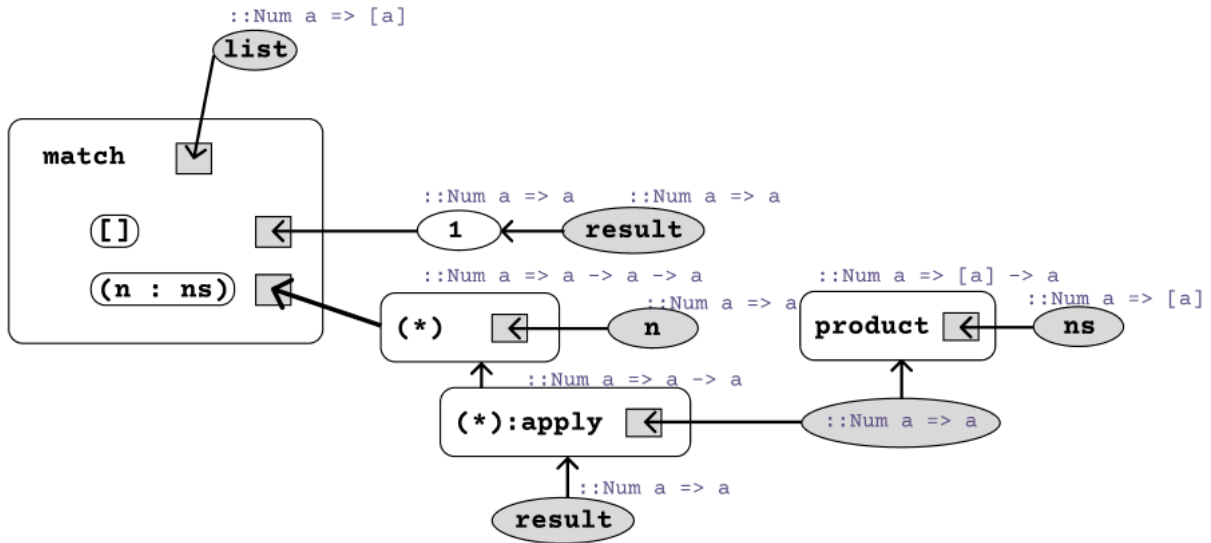 ::Num a => [a]
list
match
::Num a => a
::Num a => a
[]
1
result
::Num a => a -> a -> a
::Num a => [a] -> a
(n : ns)
::Num a => a
::Num a => [a]
(*)
n
product
ns
::Num a => a -> a
(*):apply
::Num a => a
::Num a => a
result